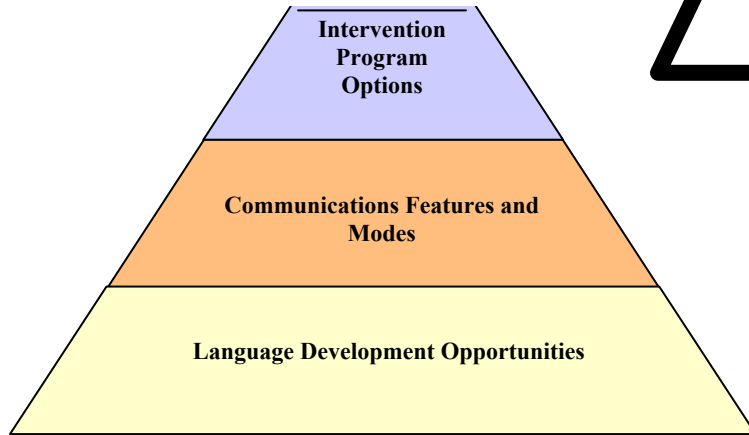 Intervention
Program
Options
Communications Features and
Modes
Language Development Opportunities